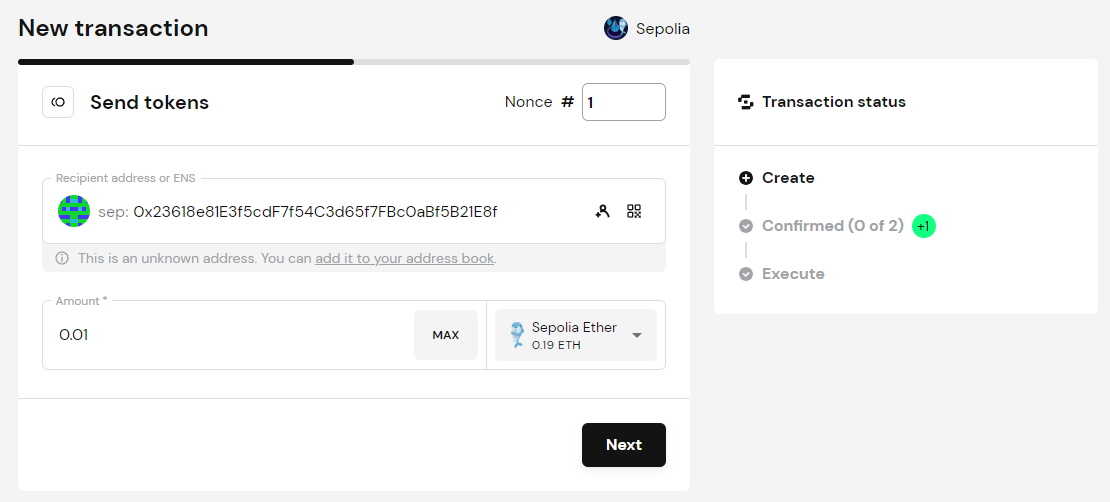 New transaction
Sepolia
Send tokens
Nonce # 1
Recipient address or ENS
sep: 0x23618e81E3f5cdF7f54C3d65f7FBc0aBf5B21E8f
This is an unknown address. You can add it to your address book.
Amount *
0.01
MAX
Sepolia Ether
0.19 ETH
Next
Transaction status
Create
Confirmed (0 of 2) +1
Execute